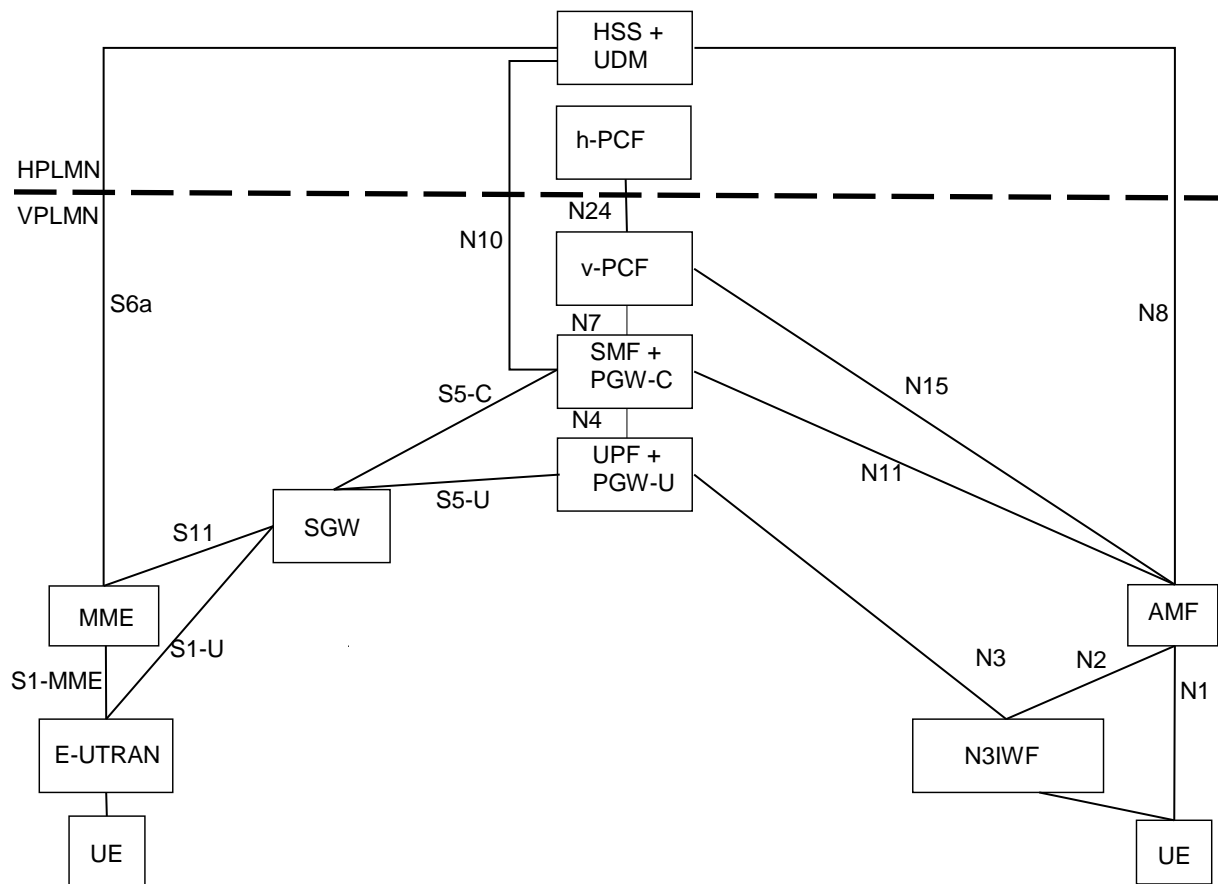 HSS +
UDM
h-PCF
HPLMN
VPLMN
N24
N10
v-PCF
S6a
N8
N7
SMF +
PGW-C
S5-C
N15
N4
UPF +
PGW-U
N11
S5-U
SGW
S11
MME
AMF
S1-U
N3
N2
S1-MME
N1
E-UTRAN
N3IWF
UE
UE